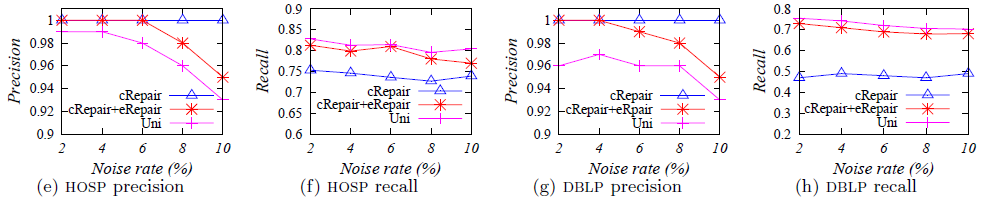 Precision
1
0.98
0.96
0.94
0.92
0.9
cRepair
cRepair+eRepair
Uni
2 4 6 8 10
Noise rate (%)
(e) HOSP precision
Recall
0.85
0.8
0.75
0.7
0.65
0.6
cRepair
cRepair+eRepair
Uni
2 4 6 8 10
Noise rate (%)
(f) HOSP recall
Precision
1
0.98
0.96
0.94
0.92
0.9
cRepair
cRepair+eRepair
Uni
2 4 6 8 10
Noise rate (%)
(g) DBLP precision
Recall
0.8
0.7
0.6
0.5
0.4
0.3
0.2
cRepair
cRepair+eRepair
Uni
2 4 6 8 10
Noise rate (%)
(h) DBLP recall